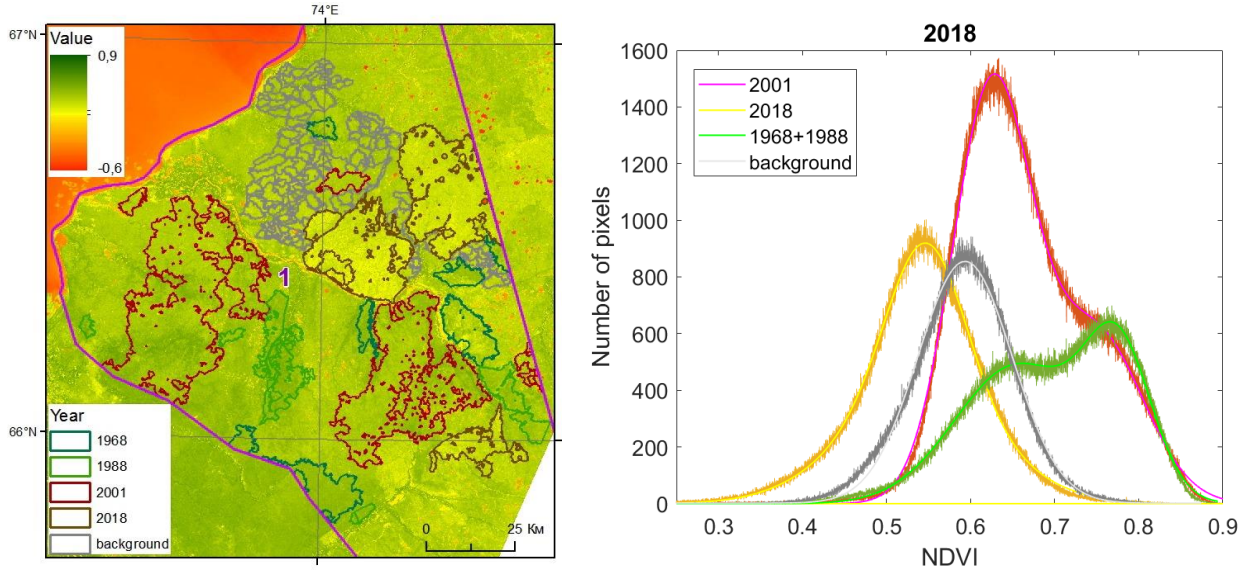 74°E
67°N
Value
0,9
-0,6
1
66°N
Year
1968
1988
2001
2018
background
0 25 Км
2018
2001
2018
1968+1988
background
Number of pixels
1600
1400
1200
1000
800
600
400
200
0
0.3 0.4 0.5 0.6 0.7 0.8 0.9
NDVI